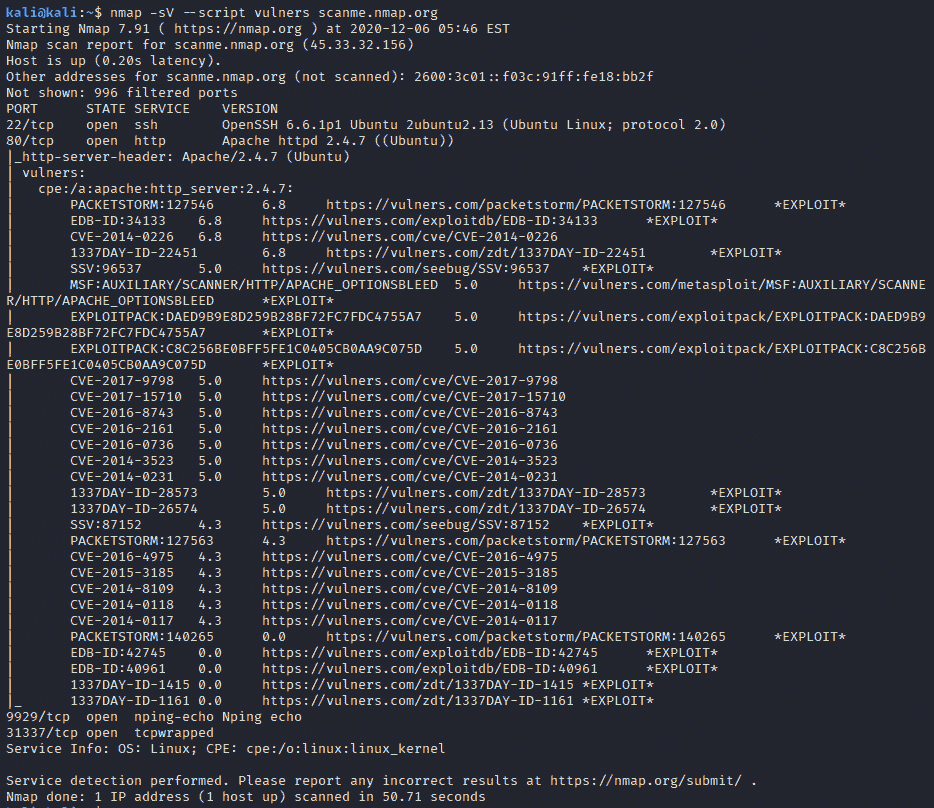 kali@kali:~$ nmap -sV --script vulners scanme.nmap.org
Starting Nmap 7.91 ( https://nmap.org ) at 2020-12-06 05:46 EST
Nmap scan report for scanme.nmap.org (45.33.32.156)
Host is up (0.20s latency).
Other addresses for scanme.nmap.org (not scanned): 2600:3c01::f03c:91ff:fe18:bb2f
Not shown: 996 filtered ports
PORT      STATE SERVICE    VERSION
22/tcp    open  ssh        OpenSSH 6.6.1p1 Ubuntu 2ubuntu2.13 (Ubuntu Linux; protocol 2.0)
80/tcp    open  http       Apache httpd 2.4.7 ((Ubuntu))
|_http-server-header: Apache/2.4.7 (Ubuntu)
| vulners:
|   cpe:/a:apache:http_server:2.4.7:
|       PACKETSTORM:127546      6.8     https://vulners.com/packetstorm/PACKETSTORM:127546      *EXPLOIT*
|       EDB-ID:34133    6.8     https://vulners.com/exploitdb/EDB-ID:34133      *EXPLOIT*
|       CVE-2014-0226   6.8     https://vulners.com/cve/CVE-2014-0226
|       1337DAY-ID-22451        6.8     https://vulners.com/zdt/1337DAY-ID-22451        *EXPLOIT*
|       SSV:96537       5.0     https://vulners.com/seebug/SSV:96537    *EXPLOIT*
|       MSF:AUXILIARY/SCANNER/HTTP/APACHE_OPTIONSBLEED  5.0     https://vulners.com/metasploit/MSF:AUXILIARY/SCANNE
R/HTTP/APACHE_OPTIONSBLEED      *EXPLOIT*
|       EXPLOITPACK:DAED9B9E8D259B28BF72FC7FDC4755A7    5.0     https://vulners.com/exploitpack/EXPLOITPACK:DAED9B9
E8D259B28BF72FC7FDC4755A7       *EXPLOIT*
|       EXPLOITPACK:C8C256BE0BFF5FE1C0405CB0AA9C075D    5.0     https://vulners.com/exploitpack/EXPLOITPACK:C8C256B
E0BFF5FE1C0405CB0AA9C075D       *EXPLOIT*
|       CVE-2017-9798   5.0     https://vulners.com/cve/CVE-2017-9798
|       CVE-2017-15710  5.0     https://vulners.com/cve/CVE-2017-15710
|       CVE-2016-8743   5.0     https://vulners.com/cve/CVE-2016-8743
|       CVE-2016-2161   5.0     https://vulners.com/cve/CVE-2016-2161
|       CVE-2016-0736   5.0     https://vulners.com/cve/CVE-2016-0736
|       CVE-2014-3523   5.0     https://vulners.com/cve/CVE-2014-3523
|       CVE-2014-0231   5.0     https://vulners.com/cve/CVE-2014-0231
|       1337DAY-ID-28573        5.0     https://vulners.com/zdt/1337DAY-ID-28573        *EXPLOIT*
|       1337DAY-ID-26574        5.0     https://vulners.com/zdt/1337DAY-ID-26574        *EXPLOIT*
|       SSV:87152       4.3     https://vulners.com/seebug/SSV:87152    *EXPLOIT*
|       PACKETSTORM:127563      4.3     https://vulners.com/packetstorm/PACKETSTORM:127563      *EXPLOIT*
|       CVE-2016-4975   4.3     https://vulners.com/cve/CVE-2016-4975
|       CVE-2015-3185   4.3     https://vulners.com/cve/CVE-2015-3185
|       CVE-2014-8109   4.3     https://vulners.com/cve/CVE-2014-8109
|       CVE-2014-0118   4.3     https://vulners.com/cve/CVE-2014-0118
|       CVE-2014-0117   4.3     https://vulners.com/cve/CVE-2014-0117
|       PACKETSTORM:140265      0.0     https://vulners.com/packetstorm/PACKETSTORM:140265      *EXPLOIT*
|       EDB-ID:42745    0.0     https://vulners.com/exploitdb/EDB-ID:42745      *EXPLOIT*
|       EDB-ID:40961    0.0     https://vulners.com/exploitdb/EDB-ID:40961      *EXPLOIT*
|       1337DAY-ID-1415 0.0     https://vulners.com/zdt/1337DAY-ID-1415 *EXPLOIT*
|_      1337DAY-ID-1161 0.0     https://vulners.com/zdt/1337DAY-ID-1161 *EXPLOIT*
9929/tcp  open  nping-echo Nping echo
31337/tcp open  tcpwrapped
Service Info: OS: Linux; CPE: cpe:/o:linux:linux_kernel

Service detection performed. Please report any incorrect results at https://nmap.org/submit/ .
Nmap done: 1 IP address (1 host up) scanned in 50.71 seconds